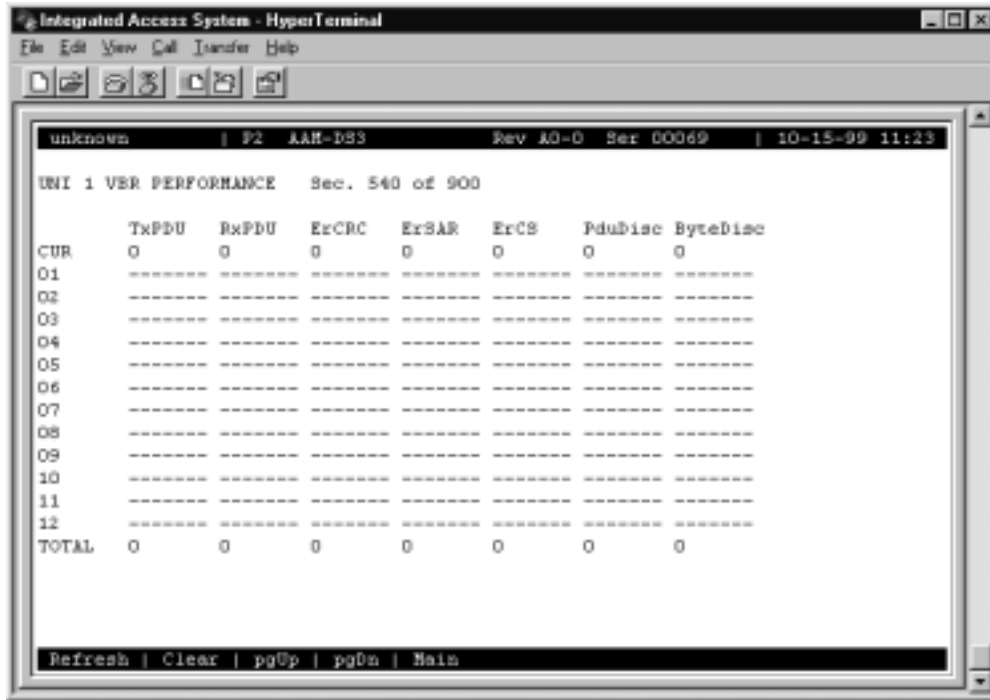 Integrated Access System - HyperTerminal
File Edit View Call Transfer Help
unknown | P2 AAM-DS3 Rev A0-0 Ser 00069 | 10-15-99 11:23
UNI 1 VBR PERFORMANCE Sec. 540 of 900
TxPDU RxPDU ErCRC ErSAR ErCS PduDisc ByteDisc
CUR 0 0 0 0 0 0 0
01 ------- ------- ------- ------- ------- ------- -------
02 ------- ------- ------- ------- ------- ------- -------
03 ------- ------- ------- ------- ------- ------- -------
04 ------- ------- ------- ------- ------- ------- -------
05 ------- ------- ------- ------- ------- ------- -------
06 ------- ------- ------- ------- ------- ------- -------
07 ------- ------- ------- ------- ------- ------- -------
08 ------- ------- ------- ------- ------- ------- -------
09 ------- ------- ------- ------- ------- ------- -------
10 ------- ------- ------- ------- ------- ------- -------
11 ------- ------- ------- ------- ------- ------- -------
12 ------- ------- ------- ------- ------- ------- -------
TOTAL 0 0 0 0 0 0 0
Refresh | Clear | pgUp | pgDn | Main